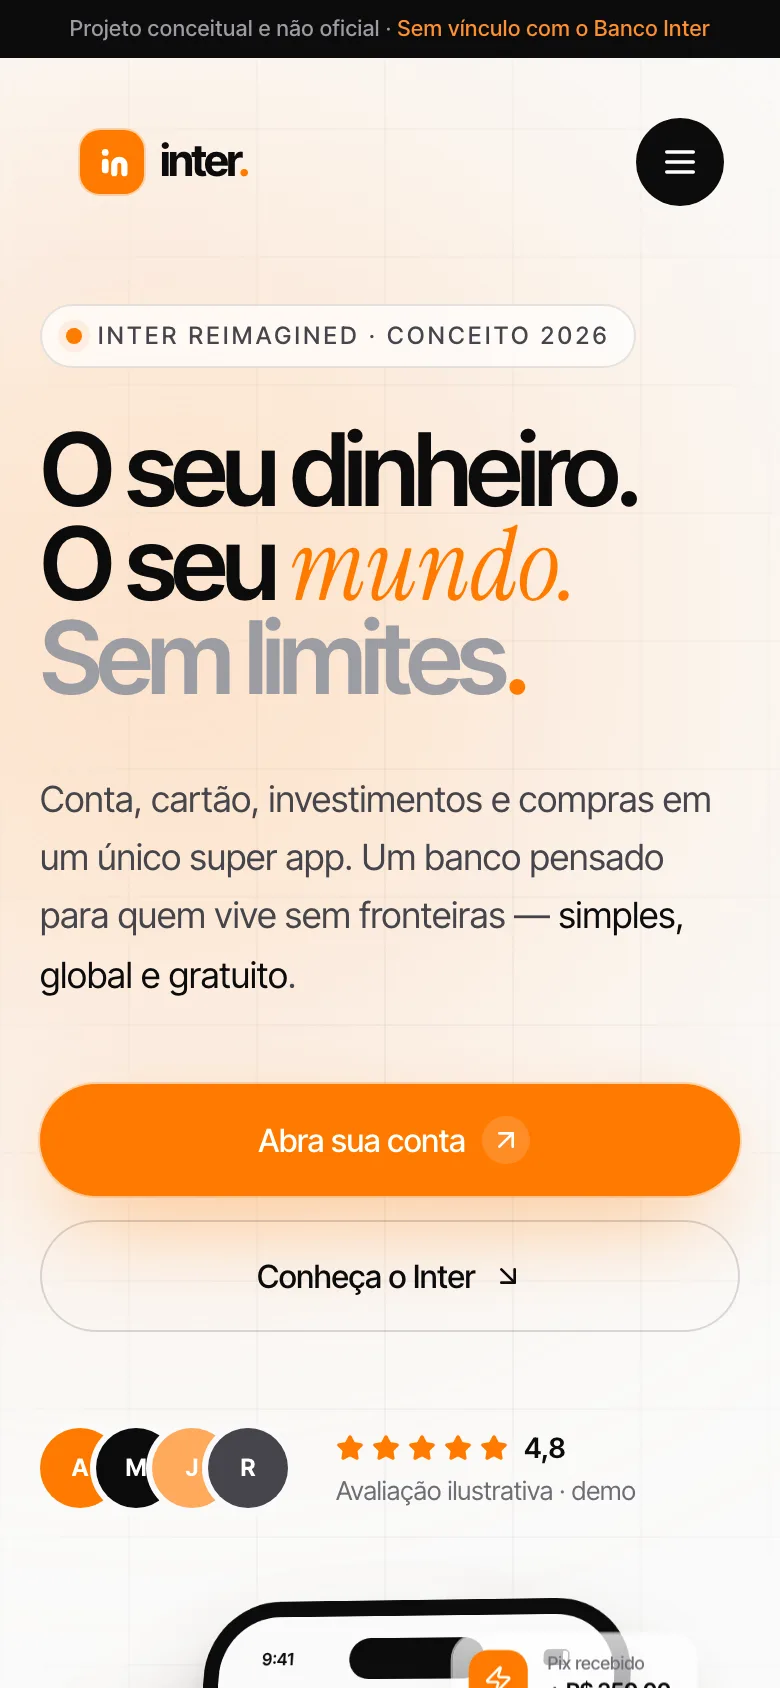 Projeto conceitual e não oficial · Sem vínculo com o Banco Inter
in inter.
INTER REIMAGINED · CONCEITO 2026
O seu dinheiro.
O seu mundo.
Sem limites.
Conta, cartão, investimentos e compras em
um único super app. Um banco pensado
para quem vive sem fronteiras — simples,
global e gratuito.
Abra sua conta
Conheça o Inter
A M J R
4,8
Avaliação ilustrativa · demo
9:41
Pix recebido